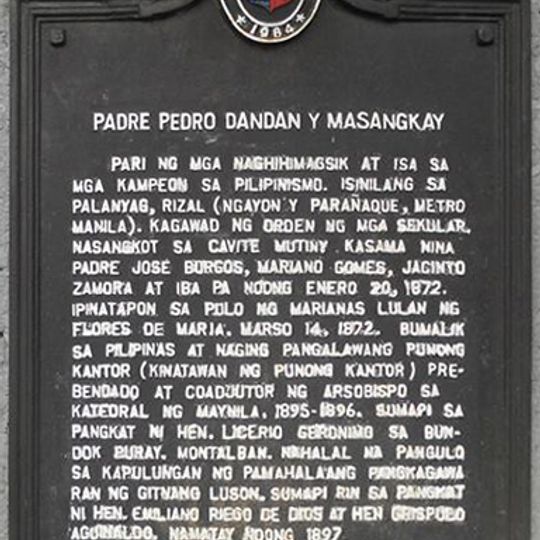 1984
PADRE PEDRO DANDAN Y MASANGKAY
PARI NG MGA NAGHIHIMAGSIK AT ISA SA
MGA KAMPEON SA PILIPINISMO. ISINILANG SA
PALANYAG, RIZAL (NGAYON'Y PARAÑAQUE, METRO
MANILA). KAGAWAD NG ORDEN NG MGA SEKULAR.
NASANGKOT SA CAVITE MUTINY KASAMA NINA
PADRE JOSÉ BURGOS, MARIANO GOMES, JACINTO
ZAMORA AT IBA PA NOONG ENERO 20, 1872.
IPINATAPON SA PULO NG MARIANAS LULAN NG
FLORES DE MARIA, MARSO 14, 1872. BUMALIK
SA PILIPINAS AT NAGING PANGALAWANG PUNONG
KANTOR (KINATAWAN NG PUNONG KANTOR) PRE-
BENDADO AT COADJUTOR NG ARSOBISPO SA
KATEDRAL NG MAYNILA, 1895-1896. SUMAPI SA
PANGKAT NI HEN. LICERIO GERONIMO SA BUN-
DOK PURAY, MONTALBAN. NAHALAL NA PANGULO
SA KAPULUNGAN NG PAMAHALAANG PANGKAGAWA
RAN NG GITNANG LUSON. SUMAPI RIN SA PANGKAT
NI HEN. EMILIANO RIEGO DE DIOS AT HEN CRISPULO
AGUINALDO. NAMATAY NOONG 1897